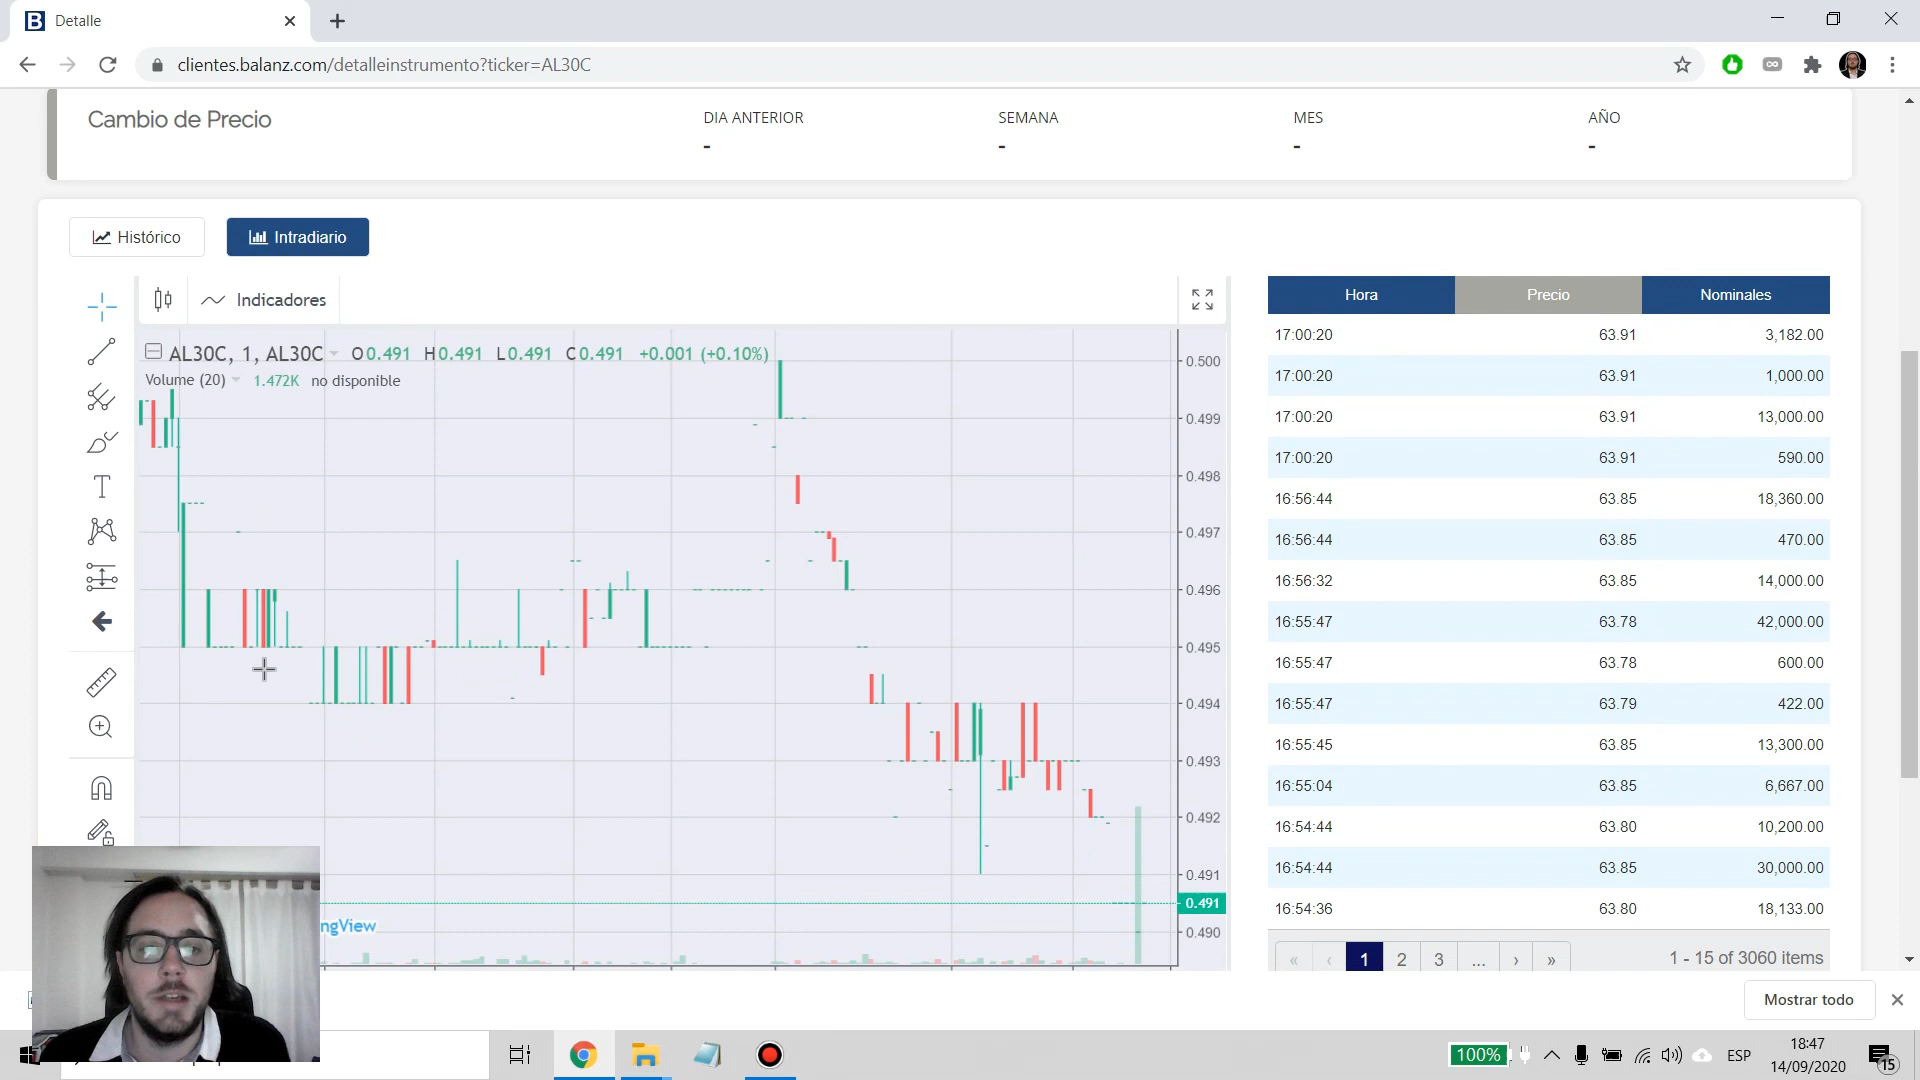 Detalle
clientes.balanz.com/detalleinstrumento?ticker=AL30C
Cambio de Precio
DIA ANTERIOR
-
SEMANA
-
MES
-
AÑO
-
Histórico
Intradiario
Indicadores
AL30C, 1, AL30C O0.491 H0.491 L0.491 C0.491 +0.001 (+0.10%)
Volume (20) 1.472K no disponible
0.500
0.499
0.498
0.497
0.496
0.495
0.494
0.493
0.492
0.491
0.491
0.490
ngView
Hora Precio Nominales
17:00:20 63.91 3,182.00
17:00:20 63.91 1,000.00
17:00:20 63.91 13,000.00
17:00:20 63.91 590.00
16:56:44 63.85 18,360.00
16:56:44 63.85 470.00
16:56:32 63.85 14,000.00
16:55:47 63.78 42,000.00
16:55:47 63.78 600.00
16:55:47 63.79 422.00
16:55:45 63.85 13,300.00
16:55:04 63.85 6,667.00
16:54:44 63.80 10,200.00
16:54:44 63.85 30,000.00
16:54:36 63.80 18,133.00
« ‹ 1 2 3 ... › » 1 - 15 of 3060 items
Mostrar todo
100%
ESP
18:47
14/09/2020
15